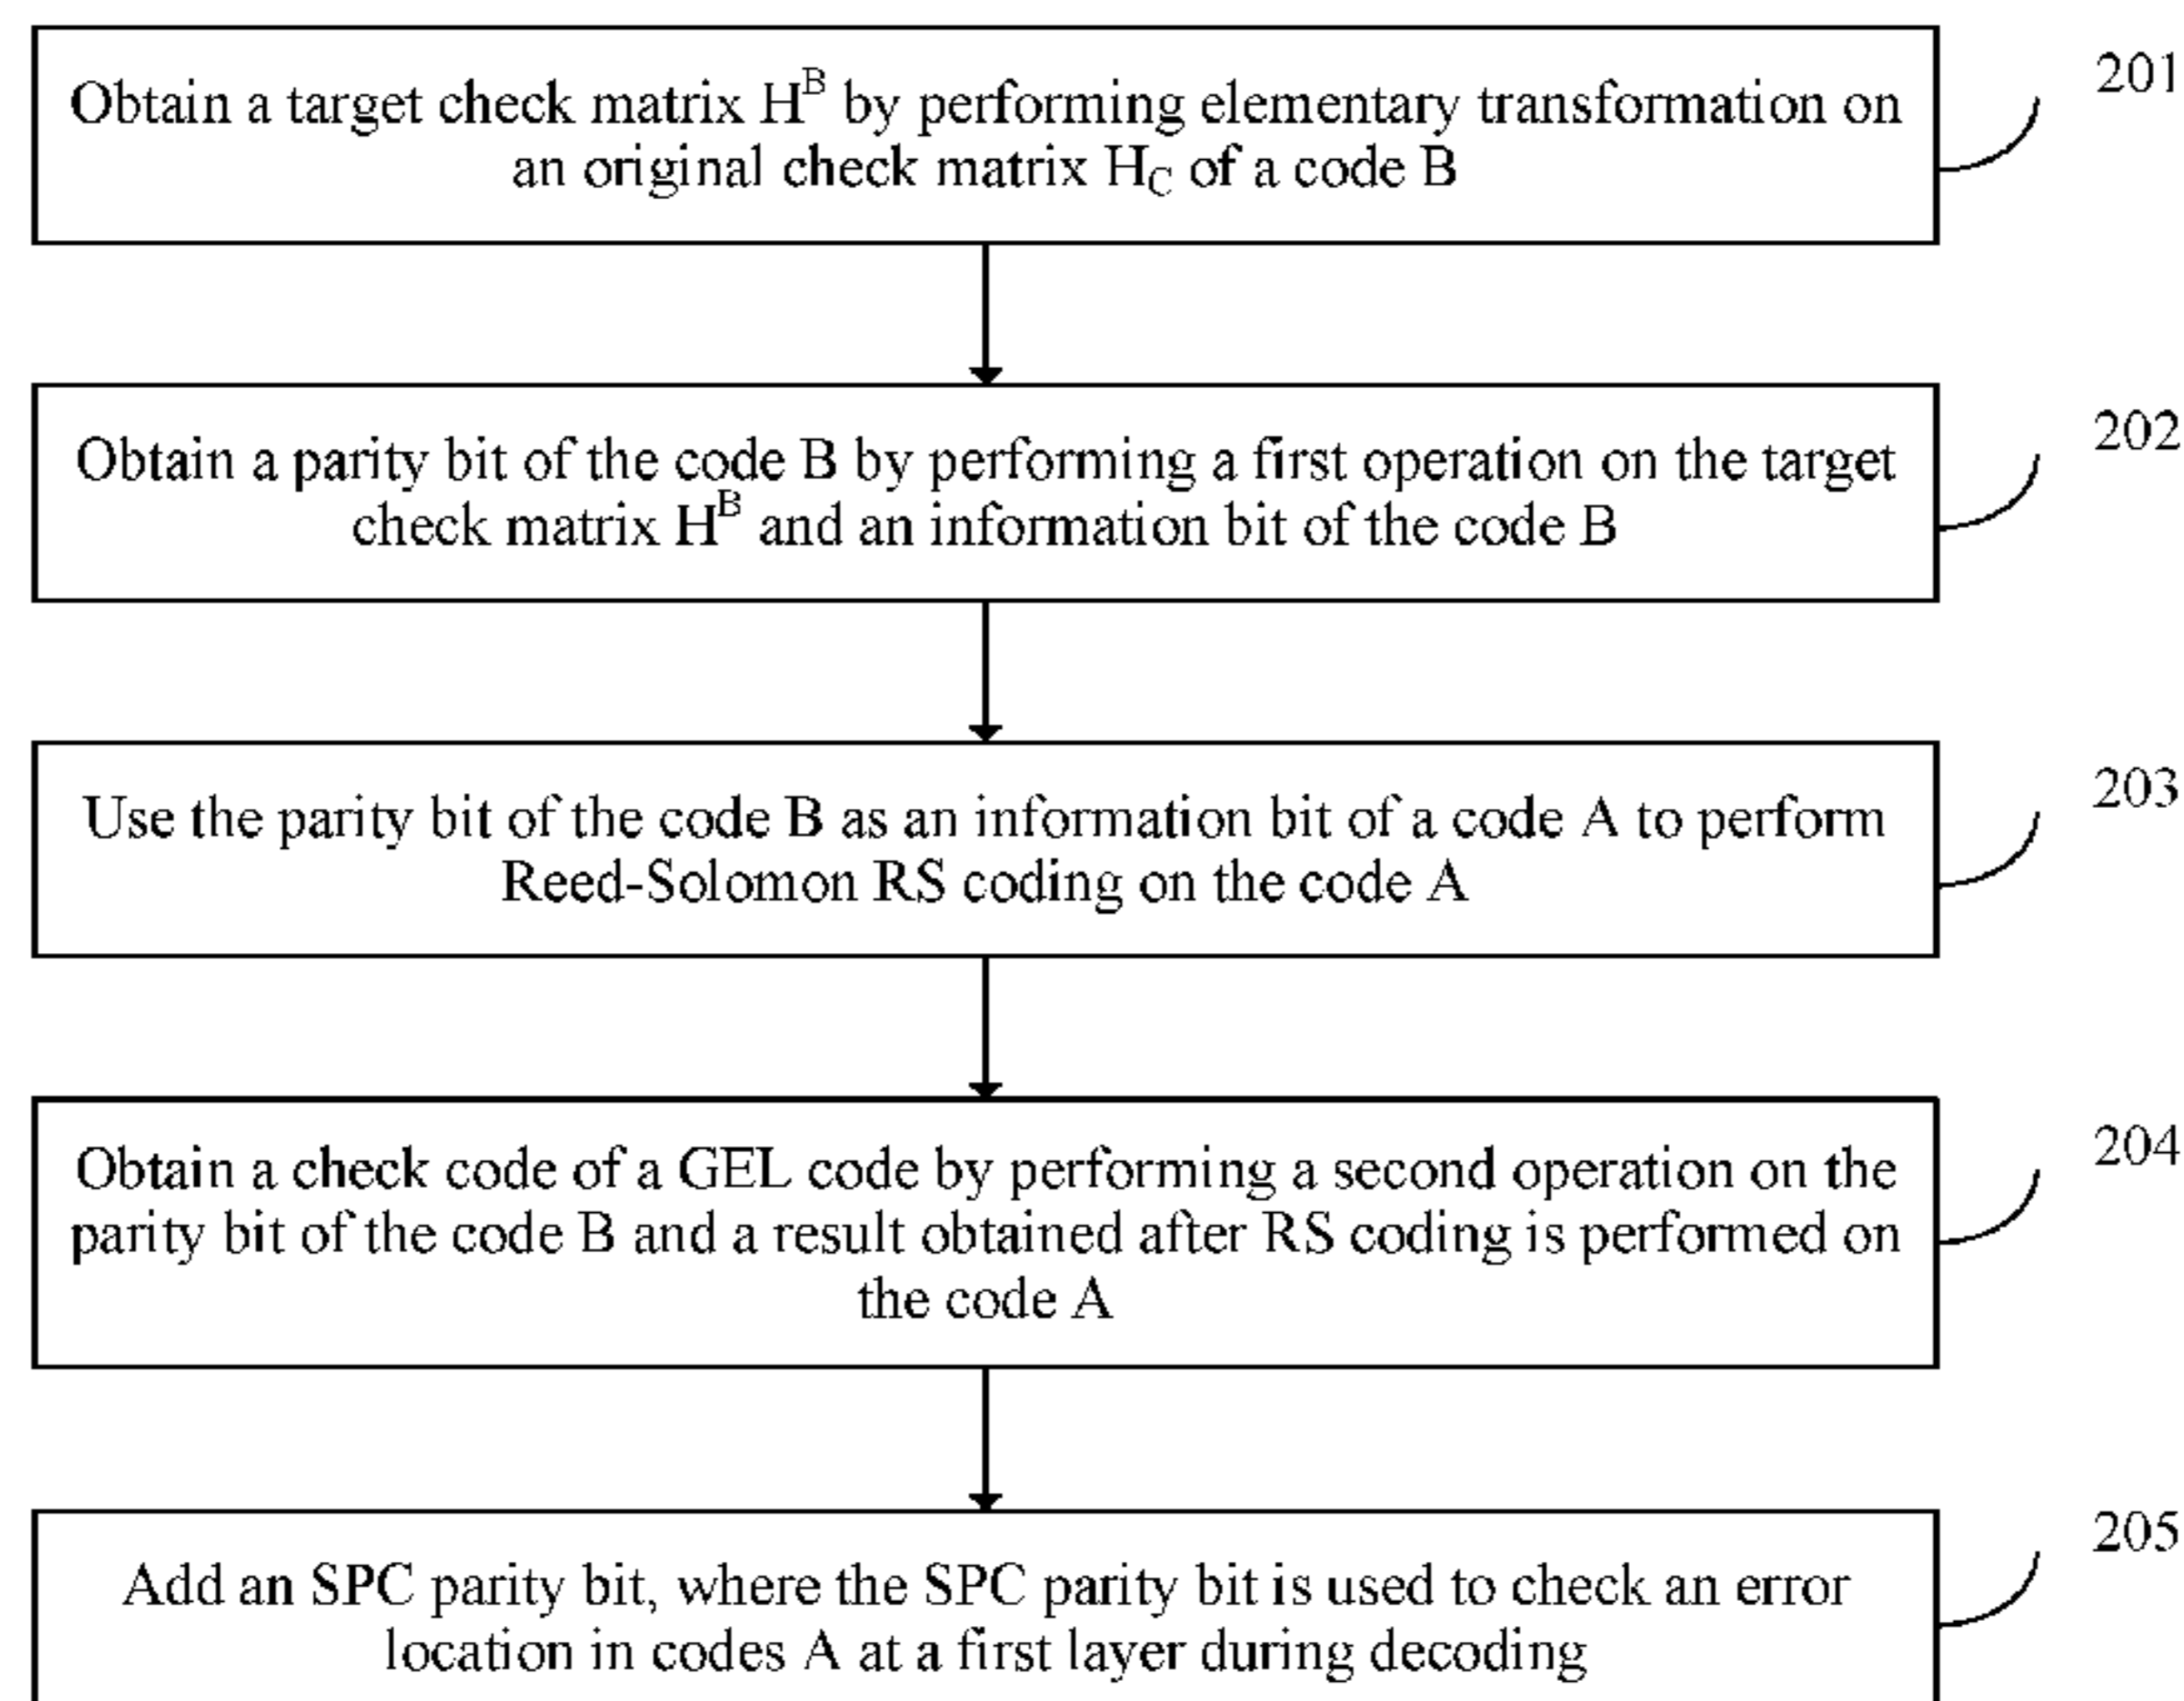 Obtain a target check matrix H^B by performing elementary transformation on
an original check matrix H_C of a code B
201
Obtain a parity bit of the code B by performing a first operation on the target
check matrix H^B and an information bit of the code B
202
Use the parity bit of the code B as an information bit of a code A to perform
Reed-Solomon RS coding on the code A
203
Obtain a check code of a GEL code by performing a second operation on the
parity bit of the code B and a result obtained after RS coding is performed on
the code A
204
Add an SPC parity bit, where the SPC parity bit is used to check an error
location in codes A at a first layer during decoding
205